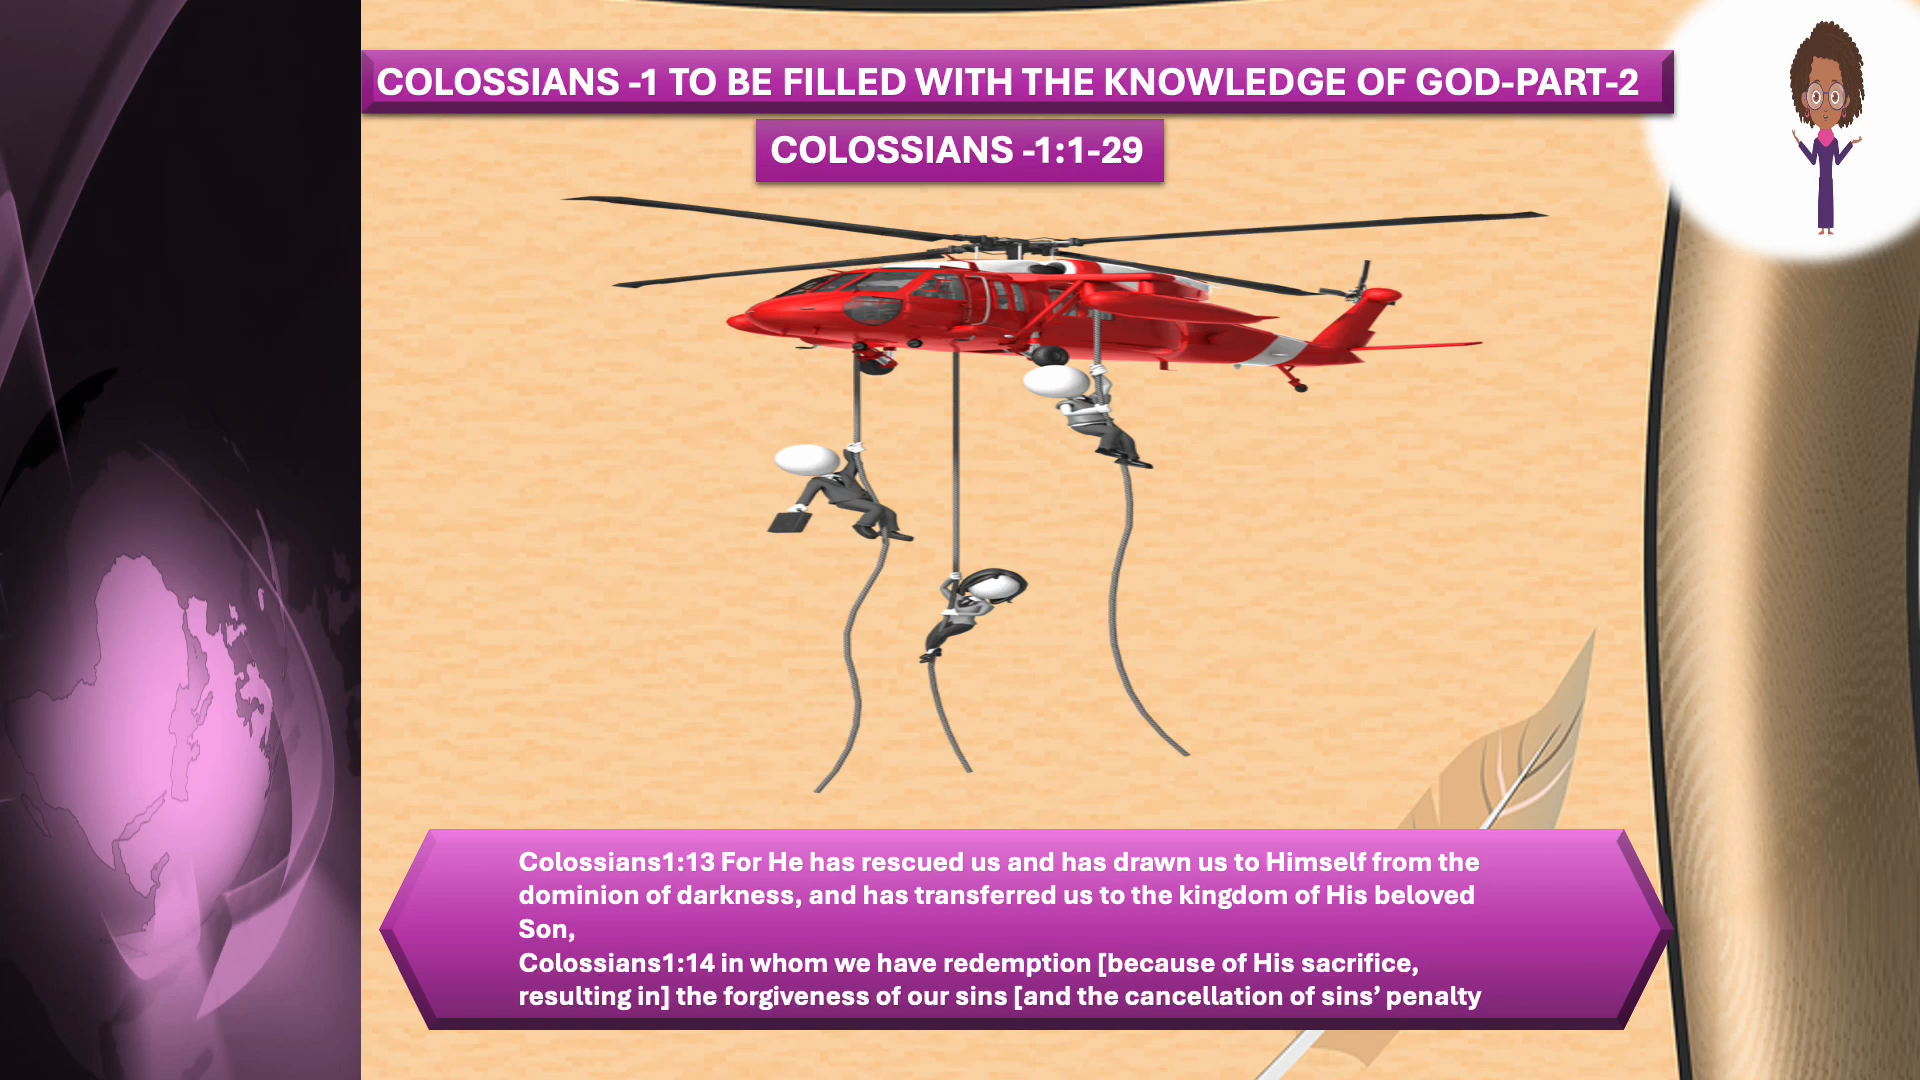 COLOSSIANS -1 TO BE FILLED WITH THE KNOWLEDGE OF GOD-PART-2
COLOSSIANS -1:1-29
Colossians1:13 For He has rescued us and has drawn us to Himself from the
dominion of darkness, and has transferred us to the kingdom of His beloved
Son,
Colossians1:14 in whom we have redemption [because of His sacrifice,
resulting in] the forgiveness of our sins [and the cancellation of sins’ penalty